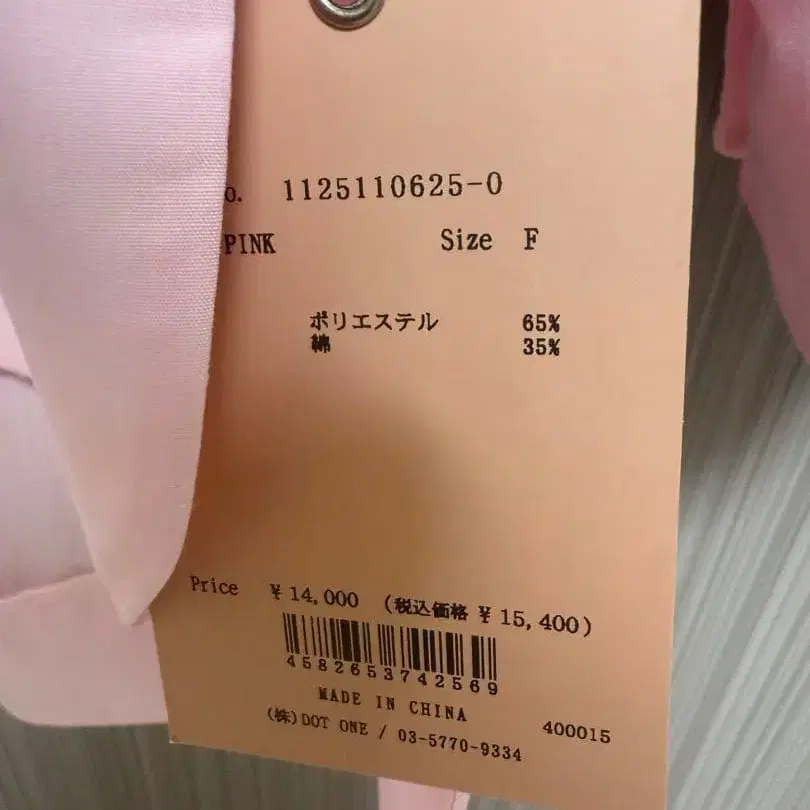 o. 1125110625-0
PINK Size F
ポリエステル 65%
綿 35%
Price ¥14,000 (税込価格 ¥15,400)
4582653742569
MADE IN CHINA
(株)DOT ONE / 03-5770-9334
400015